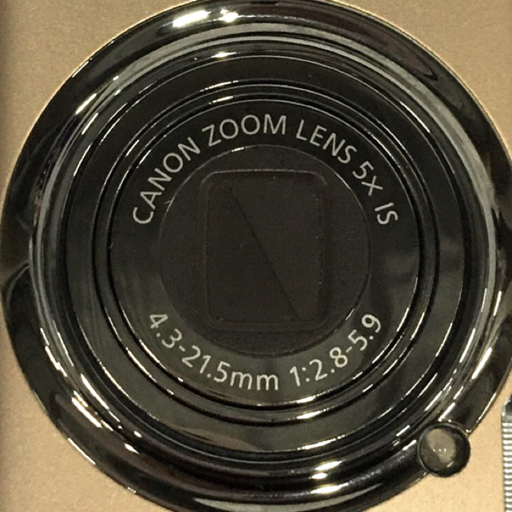 CANON ZOOM LENS 5x IS
4.3-21.5mm 1:2.8-5.9